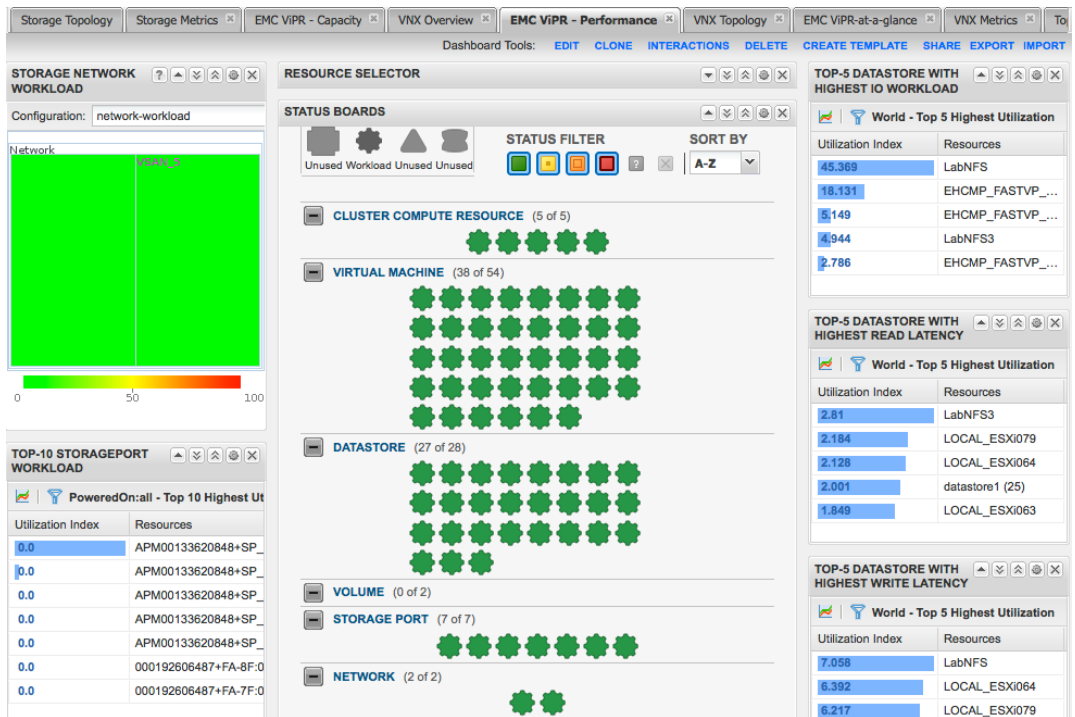 Storage Topology Storage Metrics EMC ViPR - Capacity VNX Overview EMC ViPR - Performance VNX Topology EMC ViPR-at-a-glance VNX Metrics
Dashboard Tools: EDIT CLONE INTERACTIONS DELETE CREATE TEMPLATE SHARE EXPORT IMPORT
STORAGE NETWORK
WORKLOAD
Configuration: network-workload
Network
0 50 100
TOP-10 STORAGEPORT
WORKLOAD
PoweredOn:all - Top 10 Highest Ut
Utilization Index Resources
0.0 APM00133620848+SP_
0.0 APM00133620848+SP_
0.0 APM00133620848+SP_
0.0 APM00133620848+SP_
0.0 APM00133620848+SP_
0.0 000192606487+FA-8F:0
0.0 000192606487+FA-7F:0
RESOURCE SELECTOR
STATUS BOARDS
Unused Workload Unused Unused
STATUS FILTER
?
SORT BY
A-Z
CLUSTER COMPUTE RESOURCE (5 of 5)
VIRTUAL MACHINE (38 of 54)
DATASTORE (27 of 28)
VOLUME (0 of 2)
STORAGE PORT (7 of 7)
NETWORK (2 of 2)
TOP-5 DATASTORE WITH
HIGHEST IO WORKLOAD
World - Top 5 Highest Utilization
Utilization Index Resources
45.369 LabNFS
18.131 EHCMP_FASTVP_...
5.149 EHCMP_FASTVP_...
4.944 LabNFS3
2.786 EHCMP_FASTVP_...
TOP-5 DATASTORE WITH
HIGHEST READ LATENCY
World - Top 5 Highest Utilization
Utilization Index Resources
2.81 LabNFS3
2.184 LOCAL_ESXi079
2.128 LOCAL_ESXi064
2.001 datastore1 (25)
1.849 LOCAL_ESXi063
TOP-5 DATASTORE WITH
HIGHEST WRITE LATENCY
World - Top 5 Highest Utilization
Utilization Index Resources
7.058 LabNFS
6.392 LOCAL_ESXi064
6.217 LOCAL_ESXi079